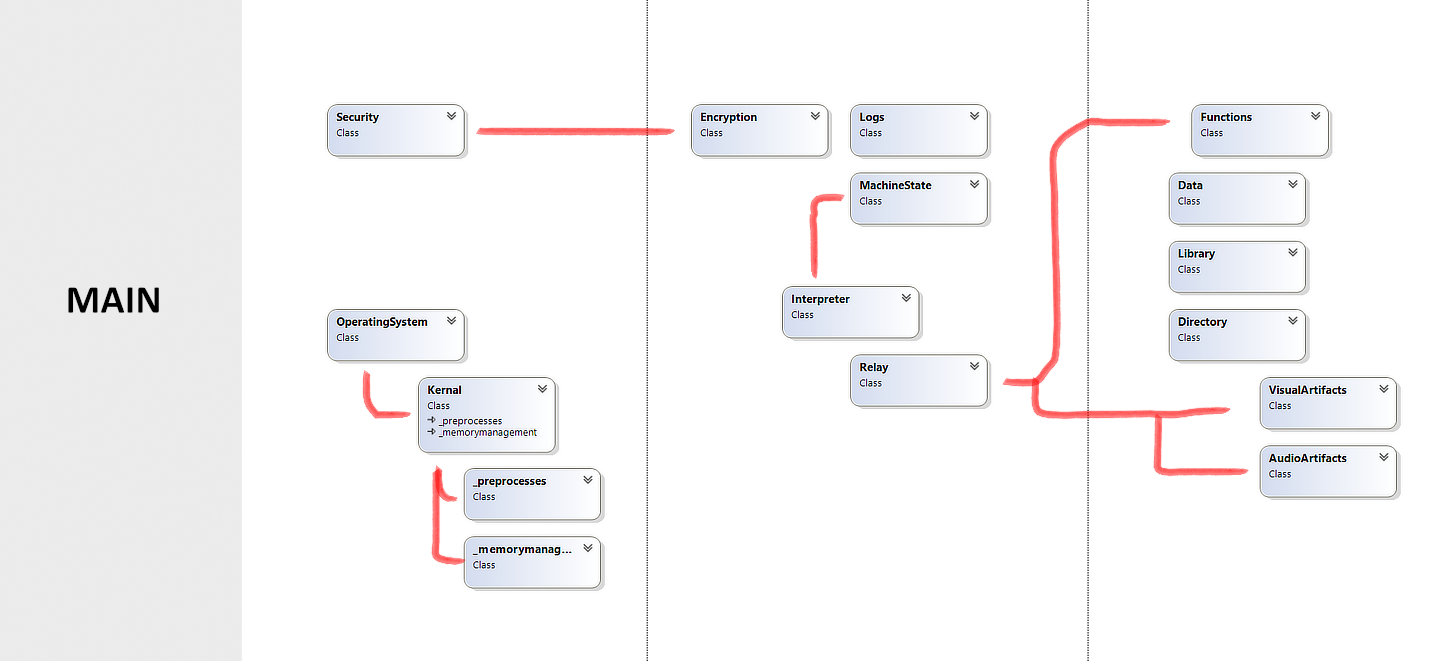 MAIN
Security
Class
OperatingSystem
Class
Kernal
Class
_preprocesses
_memorymanagement
_preprocesses
Class
_memorymanag...
Class
Encryption
Class
Logs
Class
MachineState
Class
Interpreter
Class
Relay
Class
Functions
Class
Data
Class
Library
Class
Directory
Class
VisualArtifacts
Class
AudioArtifacts
Class